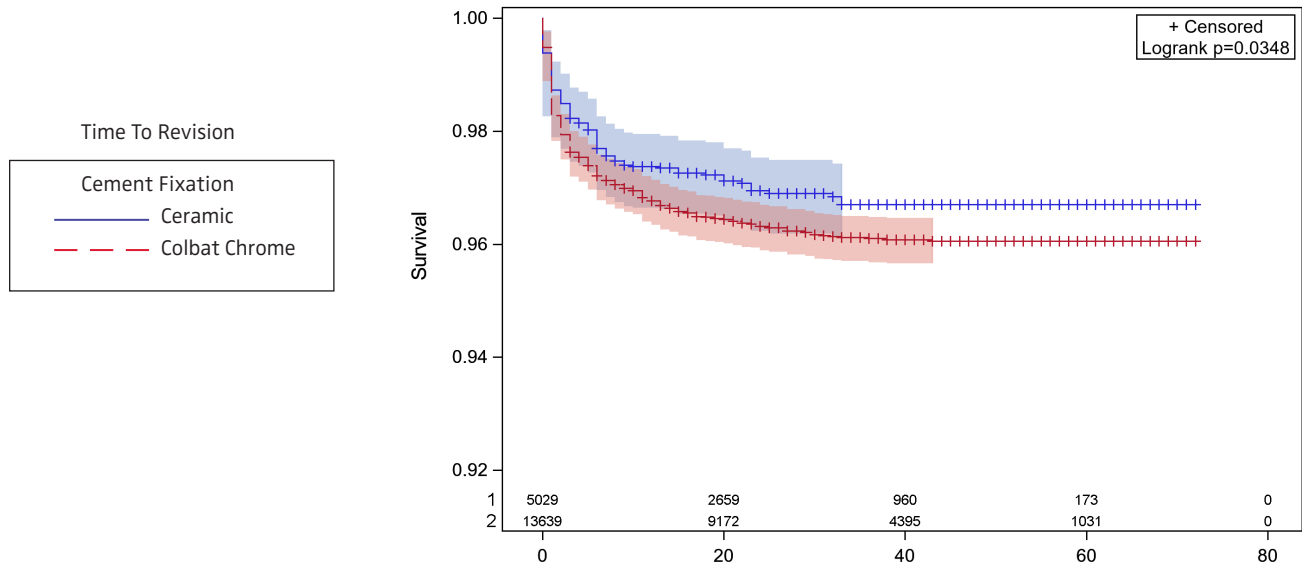 Time To Revision
Cement Fixation
Ceramic
Colbat Chrome
+ Censored
Logrank p=0.0348
Survival
1.00
0.98
0.96
0.94
0.92
1 5029 2659 960 173 0
2 13639 9172 4395 1031 0
0 20 40 60 80